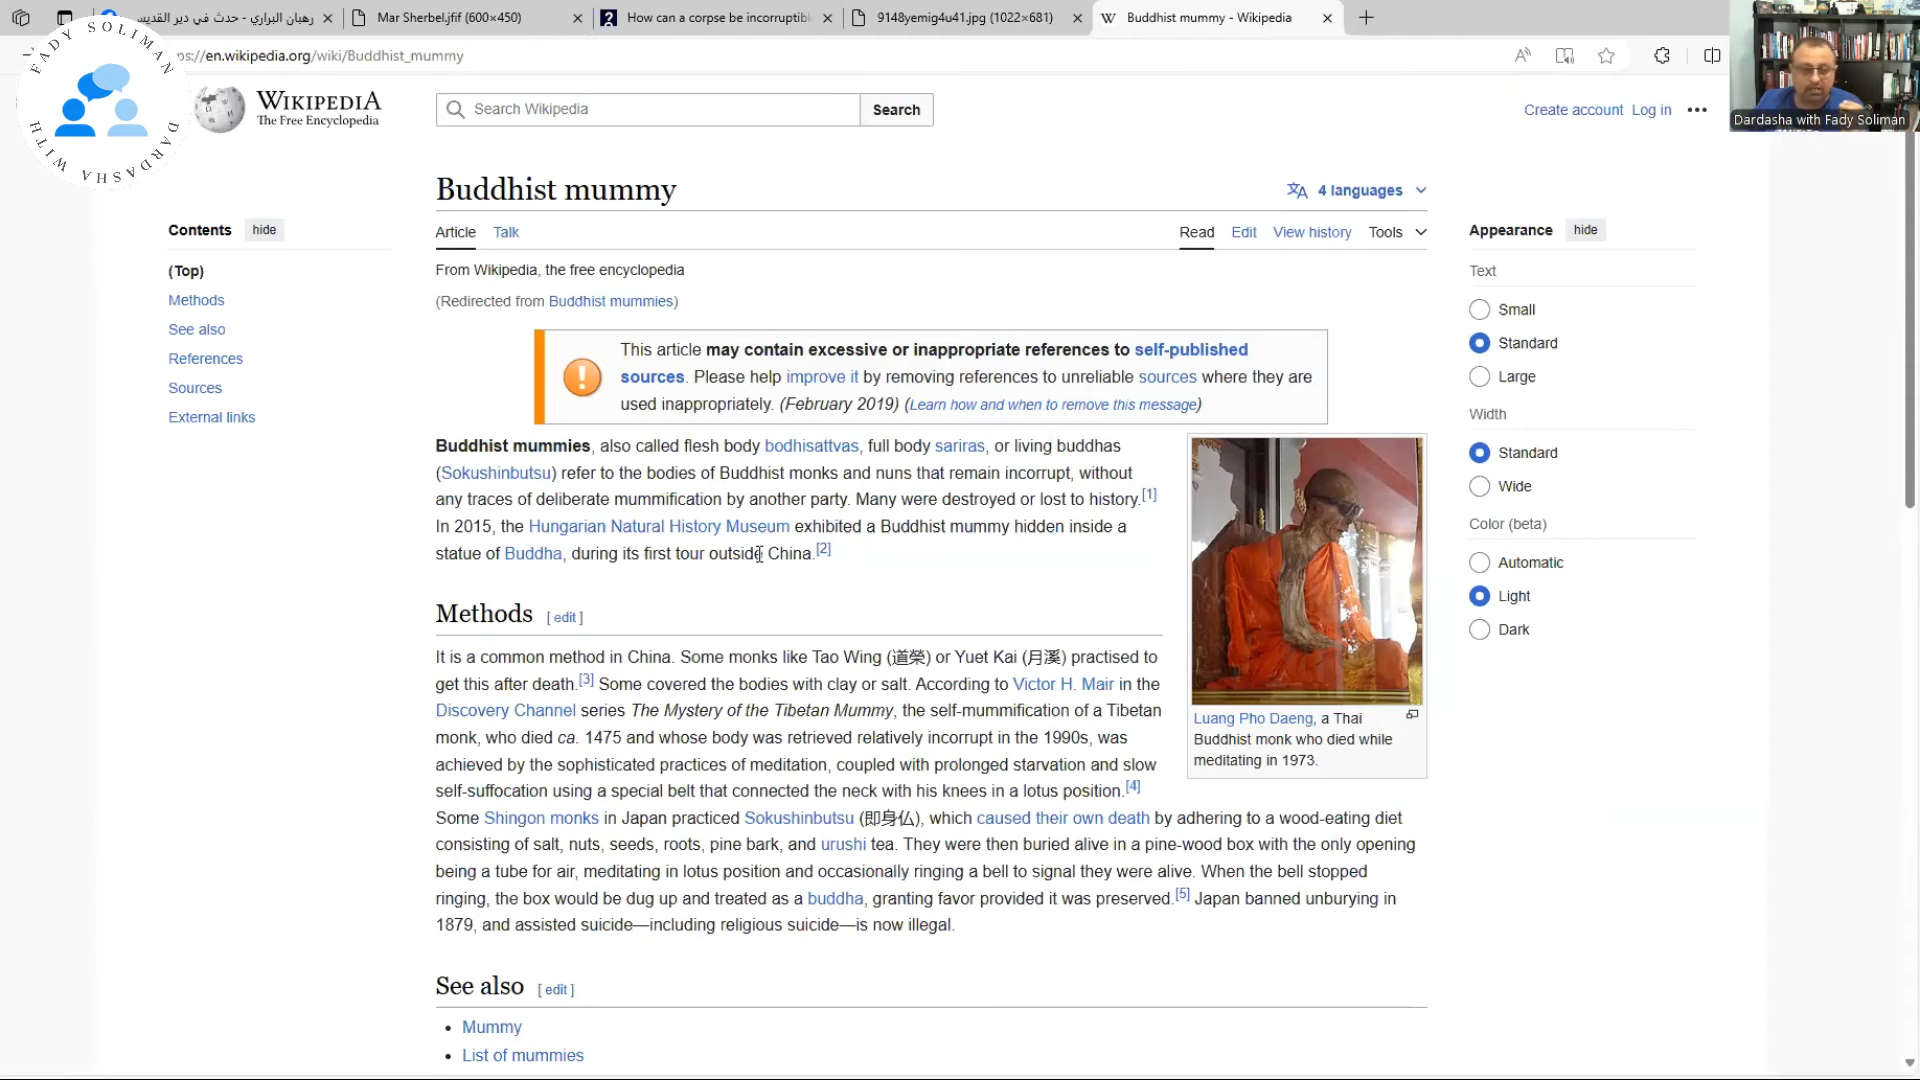 رهبان البراري - حدث في دير القديس
Mar Sherbel.jfif (600×450)
How can a corpse be incorruptible
9148yemig4u41.jpg (1022×681)
Buddhist mummy - Wikipedia
ps://en.wikipedia.org/wiki/Buddhist_mummy
FADY SOLIMAN
DARDASHA WITH
Dardasha with Fady Soliman
WIKIPEDIA
The Free Encyclopedia
Search Wikipedia
Search
Create account Log in
Buddhist mummy
4 languages
Contents hide
(Top)
Methods
See also
References
Sources
External links
Article Talk
Read Edit View history Tools
From Wikipedia, the free encyclopedia
(Redirected from Buddhist mummies)
This article may contain excessive or inappropriate references to self-published
sources. Please help improve it by removing references to unreliable sources where they are
used inappropriately. (February 2019) (Learn how and when to remove this message)
Buddhist mummies, also called flesh body bodhisattvas, full body sariras, or living buddhas
(Sokushinbutsu) refer to the bodies of Buddhist monks and nuns that remain incorrupt, without
any traces of deliberate mummification by another party. Many were destroyed or lost to history.[1]
In 2015, the Hungarian Natural History Museum exhibited a Buddhist mummy hidden inside a
statue of Buddha, during its first tour outside China.[2]
Luang Pho Daeng, a Thai
Buddhist monk who died while
meditating in 1973.
Methods [ edit ]
It is a common method in China. Some monks like Tao Wing (道榮) or Yuet Kai (月溪) practised to
get this after death.[3] Some covered the bodies with clay or salt. According to Victor H. Mair in the
Discovery Channel series The Mystery of the Tibetan Mummy, the self-mummification of a Tibetan
monk, who died ca. 1475 and whose body was retrieved relatively incorrupt in the 1990s, was
achieved by the sophisticated practices of meditation, coupled with prolonged starvation and slow
self-suffocation using a special belt that connected the neck with his knees in a lotus position.[4]
Some Shingon monks in Japan practiced Sokushinbutsu (即身仏), which caused their own death by adhering to a wood-eating diet
consisting of salt, nuts, seeds, roots, pine bark, and urushi tea. They were then buried alive in a pine-wood box with the only opening
being a tube for air, meditating in lotus position and occasionally ringing a bell to signal they were alive. When the bell stopped
ringing, the box would be dug up and treated as a buddha, granting favor provided it was preserved.[5] Japan banned unburying in
1879, and assisted suicide—including religious suicide—is now illegal.
See also [ edit ]
• Mummy
• List of mummies
Appearance hide
Text
Small
Standard
Large
Width
Standard
Wide
Color (beta)
Automatic
Light
Dark